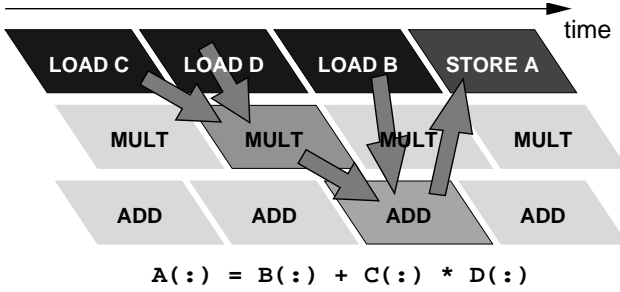 time
LOAD C LOAD D LOAD B STORE A
MULT MULT MULT MULT
ADD ADD ADD ADD
A(:) = B(:) + C(:) * D(:)